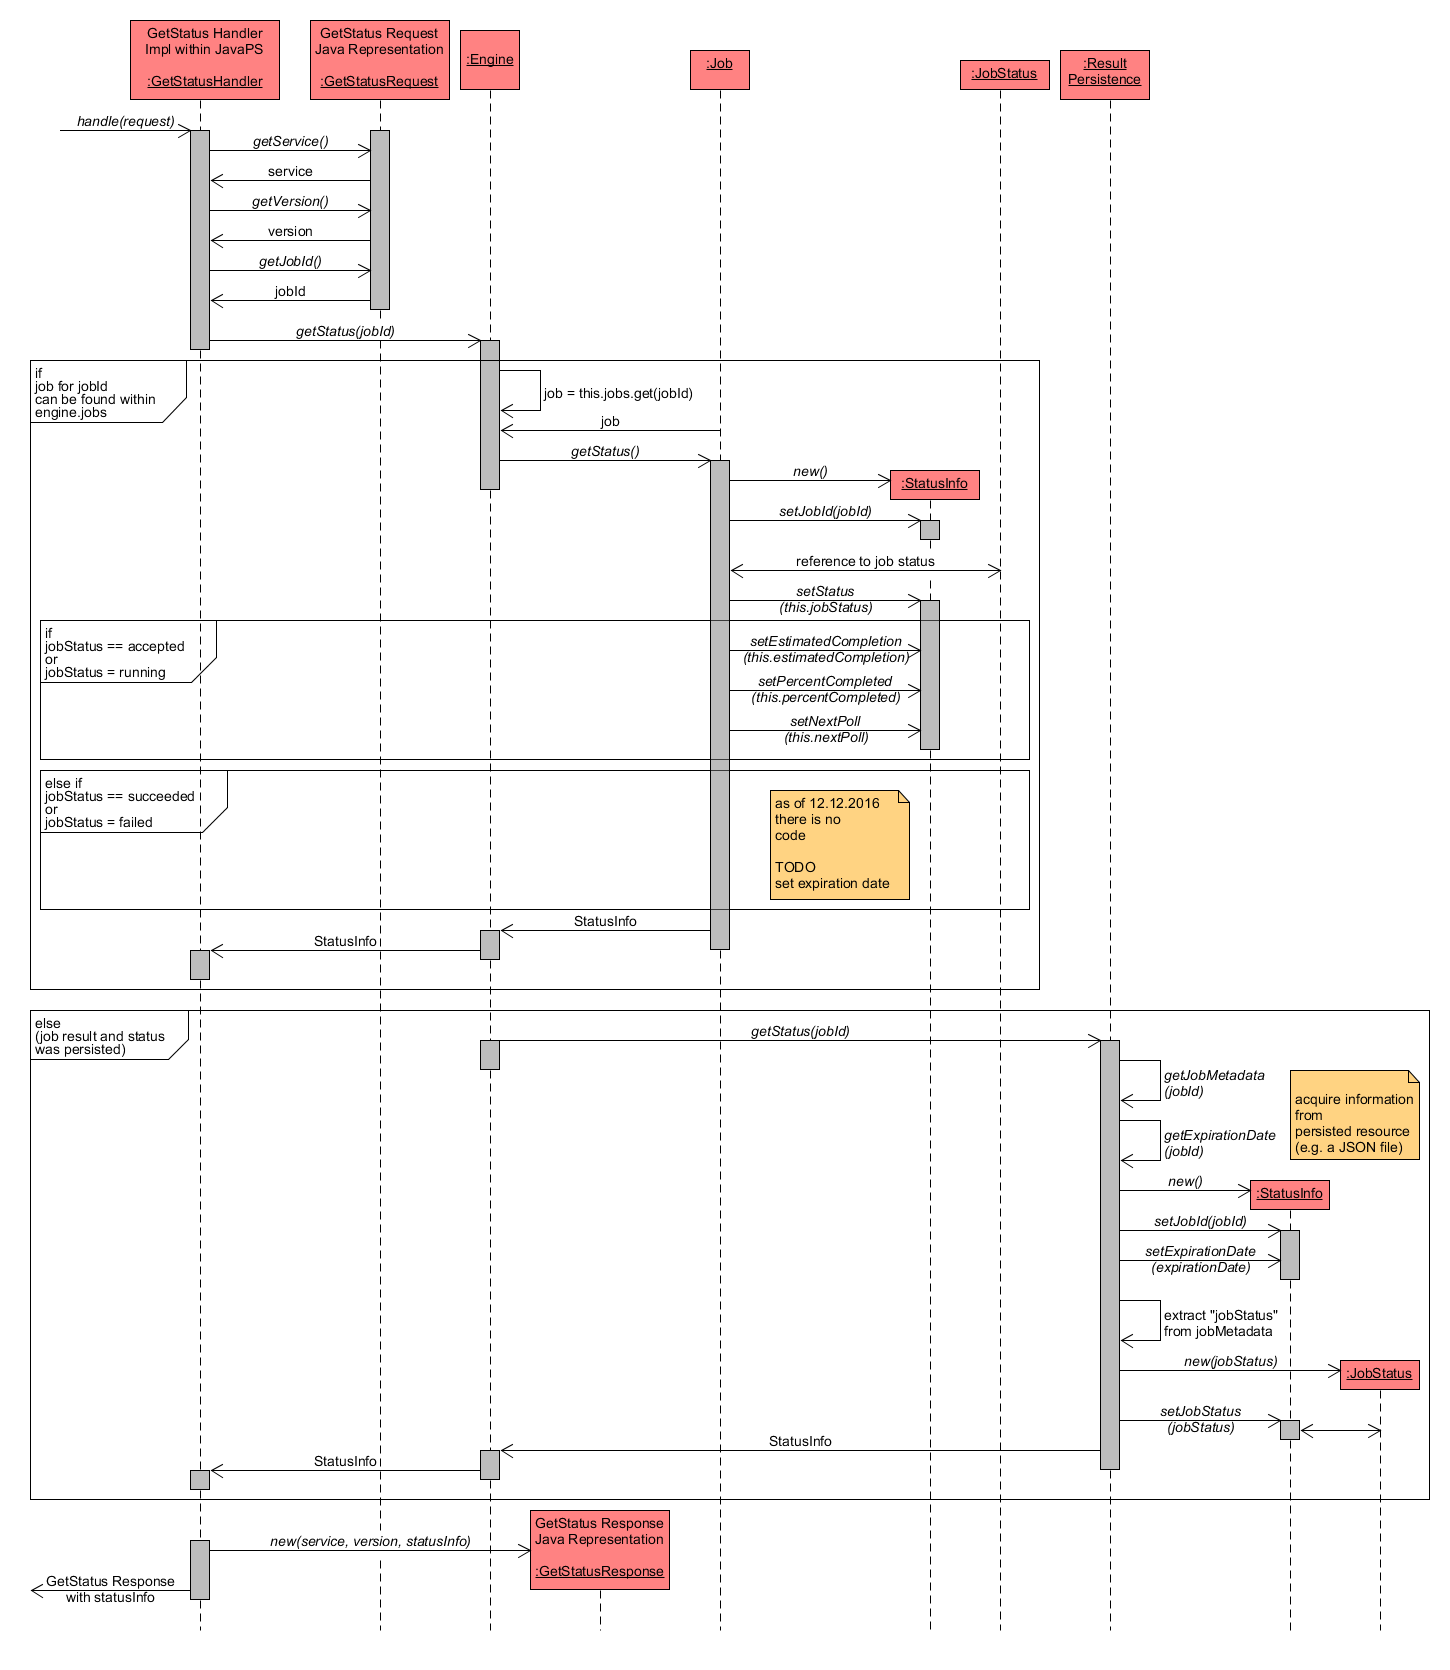 GetStatus Handler
Impl within JavaPS
:GetStatusHandler
GetStatus Request
Java Representation
:GetStatusRequest
:Engine
:Job
:JobStatus
:Result
Persistence
handle(request)
getService()
service
getVersion()
version
getJobId()
jobId
getStatus(jobId)
if
job for jobId
can be found within
engine.jobs
job = this.jobs.get(jobId)
job
getStatus()
new()
:StatusInfo
setJobId(jobId)
reference to job status
setStatus
(this.jobStatus)
if
jobStatus == accepted
or
jobStatus = running
setEstimatedCompletion
(this.estimatedCompletion)
setPercentCompleted
(this.percentCompleted)
setNextPoll
(this.nextPoll)
else if
jobStatus == succeeded
or
jobStatus = failed
as of 12.12.2016
there is no
code
TODO
set expiration date
StatusInfo
StatusInfo
else
(job result and status
was persisted)
getStatus(jobId)
getJobMetadata
(jobId)
acquire information
from
persisted resource
(e.g. a JSON file)
getExpirationDate
(jobId)
new()
:StatusInfo
setJobId(jobId)
setExpirationDate
(expirationDate)
extract "jobStatus"
from jobMetadata
new(jobStatus)
:JobStatus
setJobStatus
(jobStatus)
StatusInfo
StatusInfo
GetStatus Response
Java Representation
:GetStatusResponse
new(service, version, statusInfo)
GetStatus Response
with statusInfo